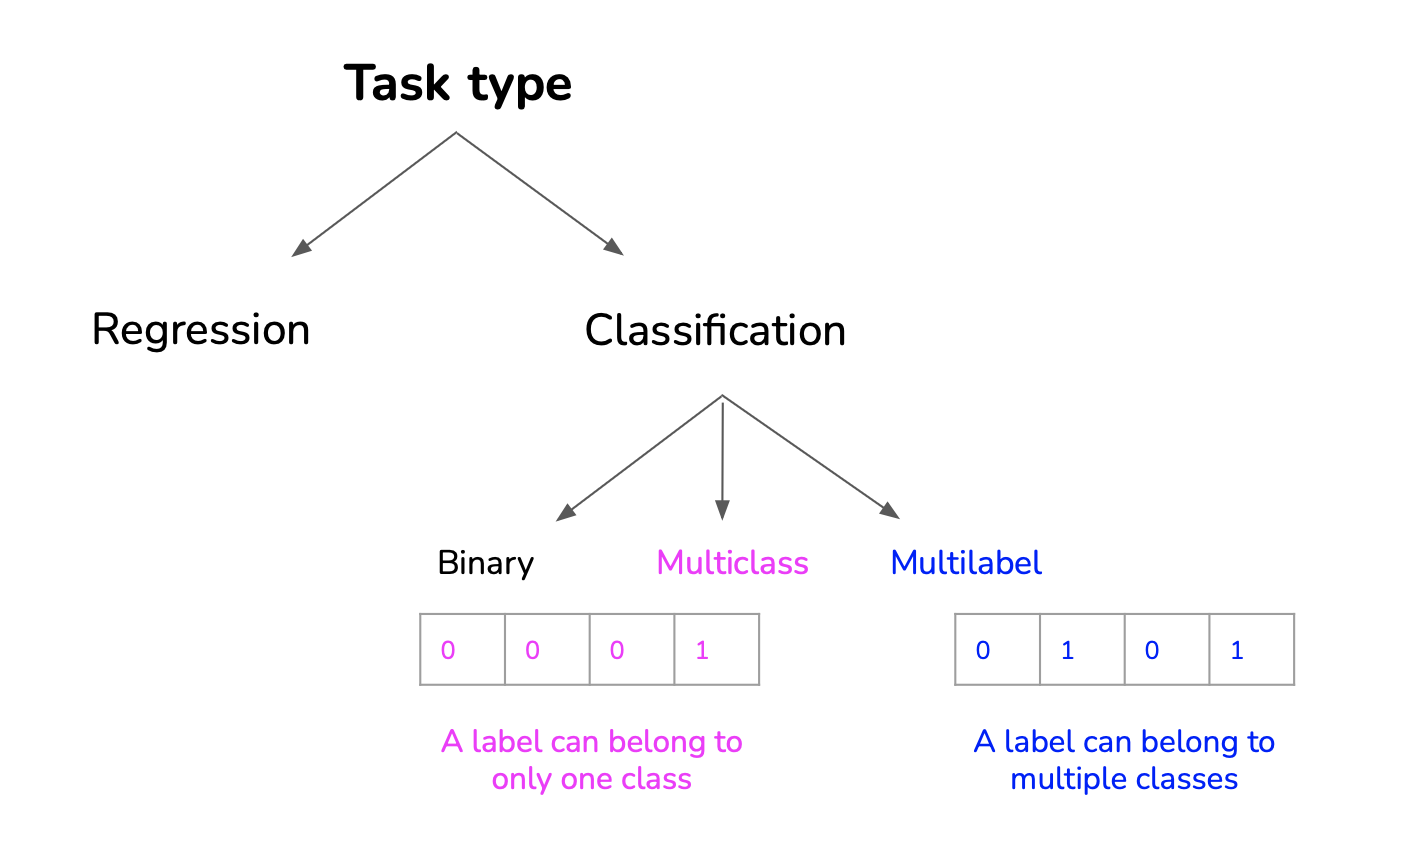 Task type
Regression
Classification
Binary
Multiclass
Multilabel
0 0 0 1
0 1 0 1
A label can belong to
only one class
A label can belong to
multiple classes